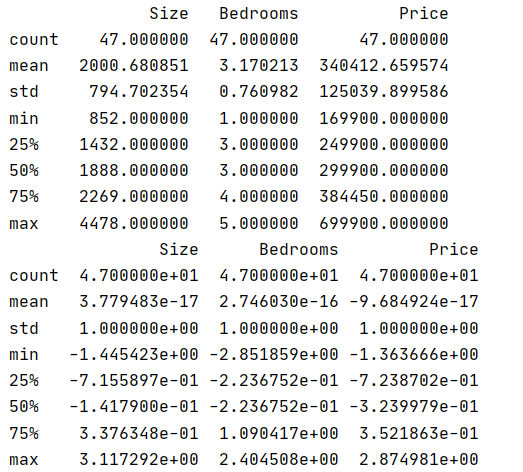 Size Bedrooms Price
count 47.000000 47.000000 47.000000
mean 2000.680851 3.170213 340412.659574
std 794.702354 0.760982 125039.899586
min 852.000000 1.000000 169900.000000
25% 1432.000000 3.000000 249900.000000
50% 1888.000000 3.000000 299900.000000
75% 2269.000000 4.000000 384450.000000
max 4478.000000 5.000000 699900.000000
Size Bedrooms Price
count 4.700000e+01 4.700000e+01 4.700000e+01
mean 3.779483e-17 2.746030e-16 -9.684924e-17
std 1.000000e+00 1.000000e+00 1.000000e+00
min -1.445423e+00 -2.851859e+00 -1.363666e+00
25% -7.155897e-01 -2.236752e-01 -7.238702e-01
50% -1.417900e-01 -2.236752e-01 -3.239979e-01
75% 3.376348e-01 1.090417e+00 3.521863e-01
max 3.117292e+00 2.404508e+00 2.874981e+00